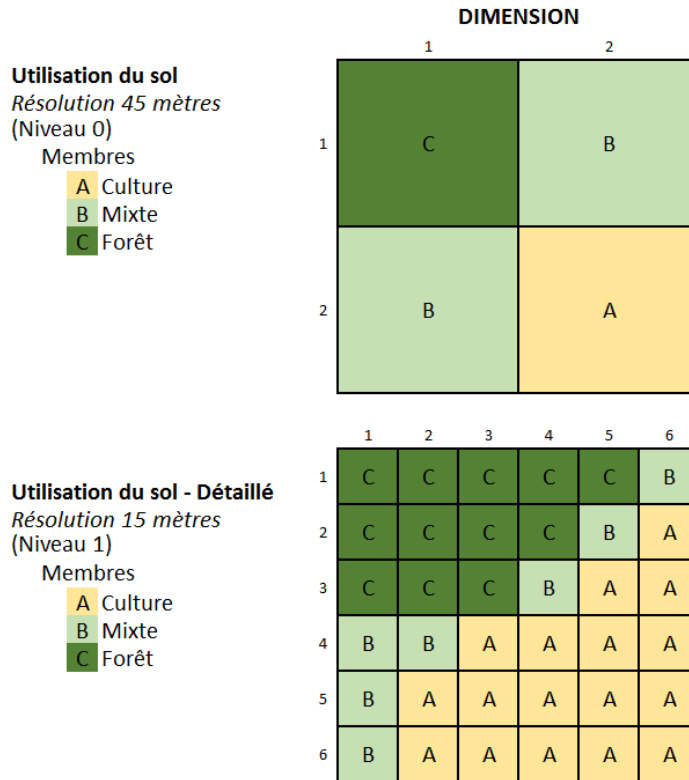 DIMENSION
1 2
Utilisation du sol
Résolution 45 mètres
(Niveau 0)
Membres
A Culture
B Mixte
C Forêt
1 C B
2 B A
1 2 3 4 5 6
Utilisation du sol - Détaillé
Résolution 15 mètres
(Niveau 1)
Membres
A Culture
B Mixte
C Forêt
1 C C C C C B
2 C C C C B A
3 C C C B A A
4 B B A A A A
5 B A A A A A
6 B A A A A A